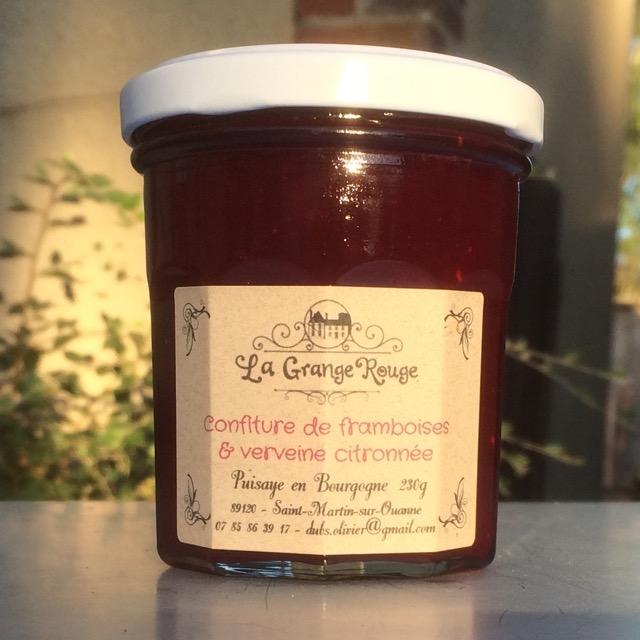 La Grange Rouge
Confiture de framboises
& verveine citronnée
Puisaye en Bourgogne 230g
89120 - Saint-Martin-sur-Ouanne
07 85 86 39 17 - dubs.olivier@gmail.com